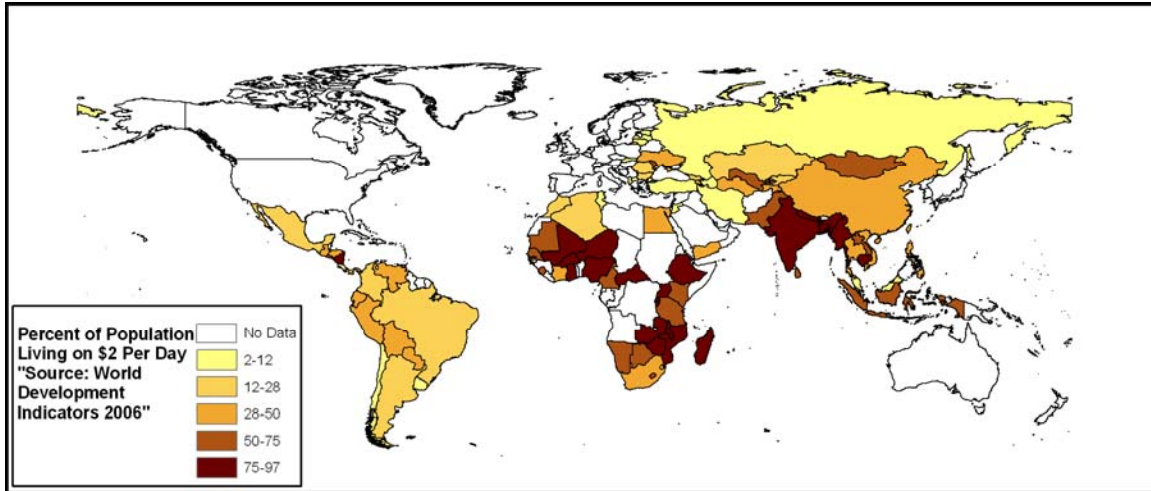 Percent of Population
Living on $2 Per Day
"Source: World
Development
Indicators 2006"
No Data
2-12
12-28
28-50
50-75
75-97